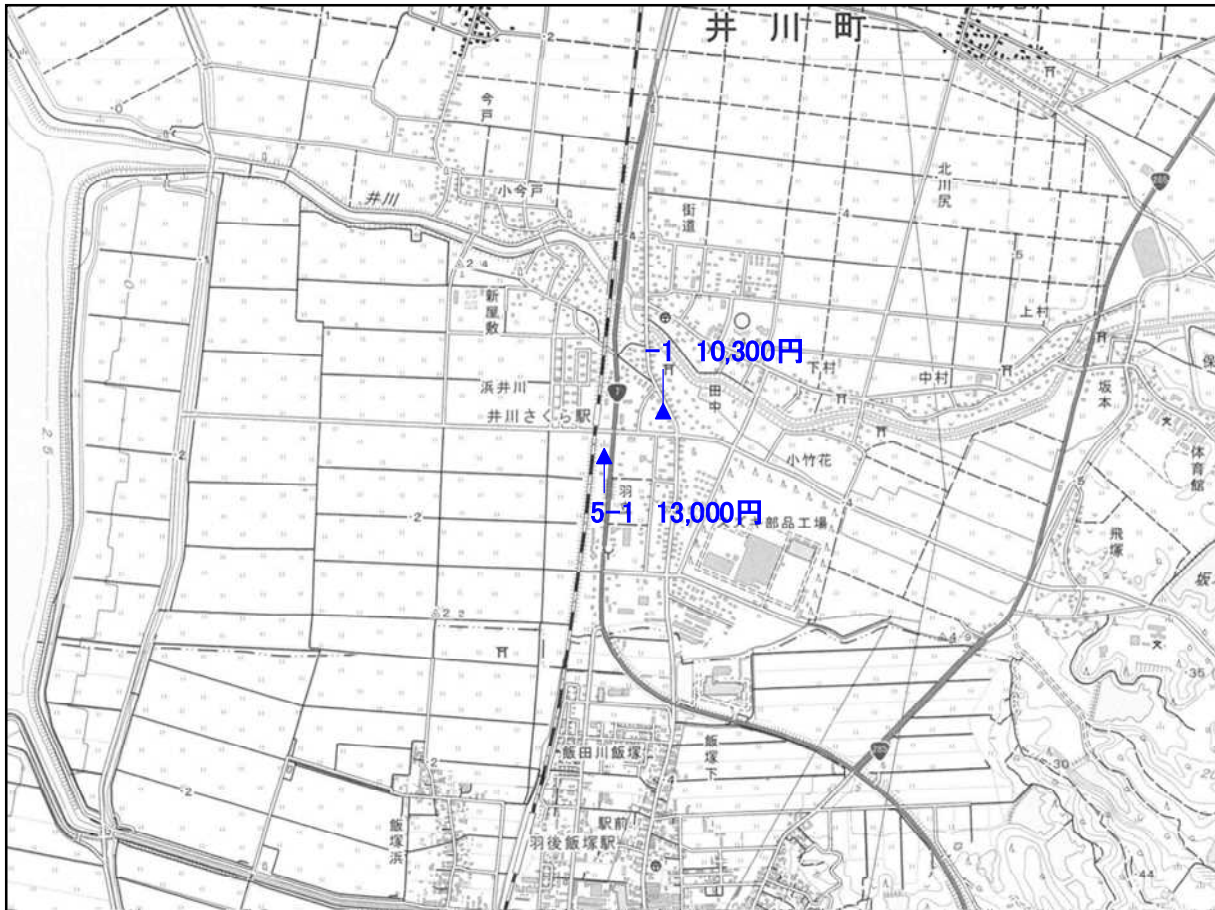 井川町
今戸
小今戸
井川
街道
北川尻
新屋敷
上村
-1 10,300円
下村
中村
田中
坂本
保
浜井川
井川さくら駅
小竹花
体育館
5-1 13,000円
部品工場
飛塚
飯田川飯塚
飯塚下
駅前
羽後飯塚駅
飯塚浜